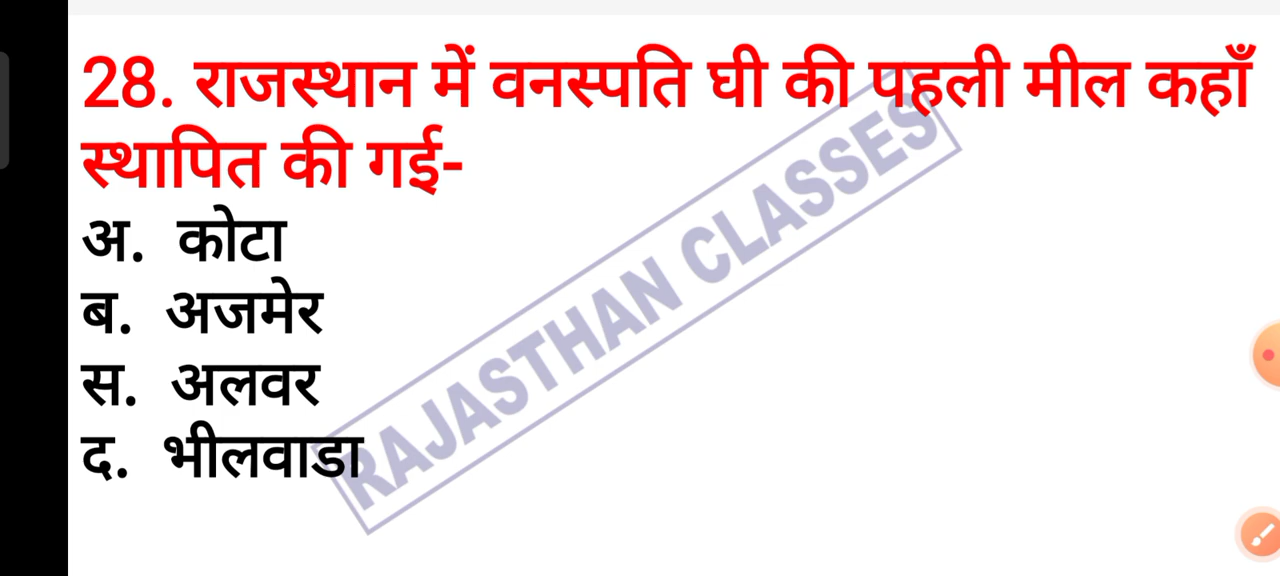 28. राजस्थान में वनस्पति घी की पहली मील कहाँ
स्थापित की गई-
अ. कोटा
ब. अजमेर
स. अलवर
द. भीलवाडा
RAJASTHAN CLASSES